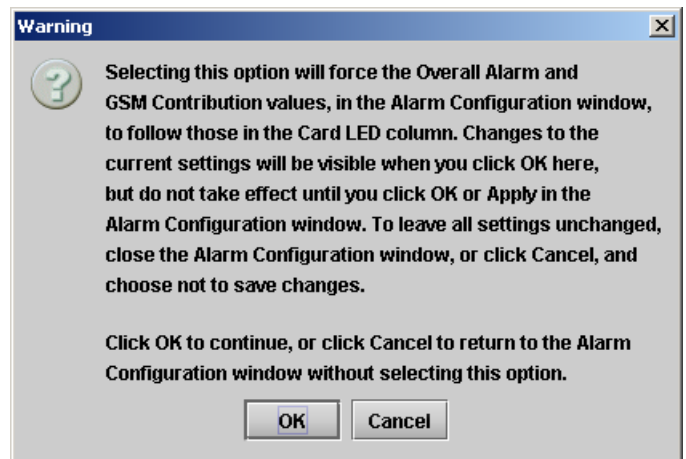 Warning
Selecting this option will force the Overall Alarm and
GSM Contribution values, in the Alarm Configuration window,
to follow those in the Card LED column. Changes to the
current settings will be visible when you click OK here,
but do not take effect until you click OK or Apply in the
Alarm Configuration window. To leave all settings unchanged,
close the Alarm Configuration window, or click Cancel, and
choose not to save changes.
Click OK to continue, or click Cancel to return to the Alarm
Configuration window without selecting this option.
OK Cancel